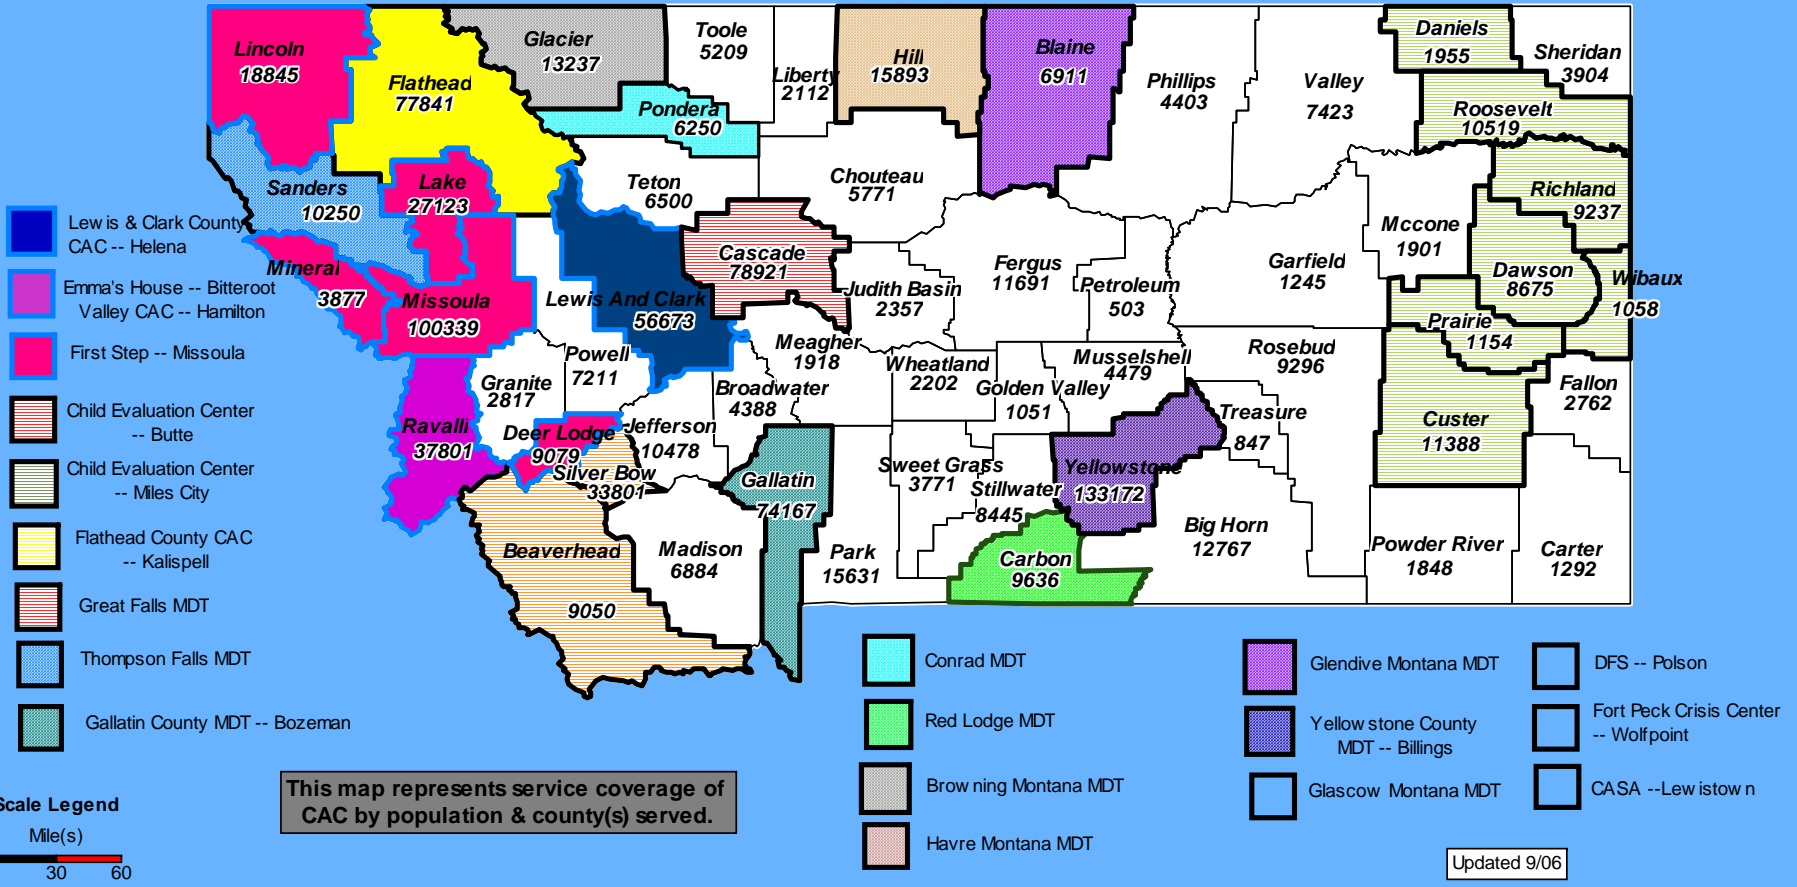 Lincoln
18845
Flathead
77841
Glacier
13237
Toole
5209
Liberty
2112
Hill
15893
Blaine
6911
Phillips
4403
Valley
7423
Daniels
1955
Sheridan
3904
Pondera
6250
Roosevelt
10519
Sanders
10250
Lake
27123
Teton
6500
Chouteau
5771
Richland
9237
Mccone
1901
Mineral
3877
Missoula
100339
Lewis And Clark
56673
Cascade
78921
Judith Basin
2357
Fergus
11691
Petroleum
503
Garfield
1245
Dawson
8675
Wibaux
1058
Prairie
1154
Powell
7211
Granite
2817
Meagher
1918
Broadwater
4388
Wheatland
2202
Golden Valley
1051
Musselshell
4479
Rosebud
9296
Treasure
847
Custer
11388
Fallon
2762
Ravalli
37801
Deer Lodge
9079
Jefferson
10478
Silver Bow
33801
Gallatin
74167
Sweet Grass
3771
Stillwater
8445
Yellowstone
133172
Big Horn
12767
Beaverhead
9050
Madison
6884
Park
15631
Carbon
9636
Powder River
1848
Carter
1292
Lewis & Clark County
CAC -- Helena
Emma's House -- Bitteroot
Valley CAC -- Hamilton
First Step -- Missoula
Child Evaluation Center
-- Butte
Child Evaluation Center
-- Miles City
Flathead County CAC
-- Kalispell
Great Falls MDT
Thompson Falls MDT
Gallatin County MDT -- Bozeman
Conrad MDT
Red Lodge MDT
Browning Montana MDT
Havre Montana MDT
Glendive Montana MDT
Yellowstone County
MDT -- Billings
Glascow Montana MDT
DFS -- Polson
Fort Peck Crisis Center
-- Wolfpoint
CASA --Lewistown
This map represents service coverage of
CAC by population & county(s) served.
Scale Legend
Mile(s)
30 60
Updated 9/06